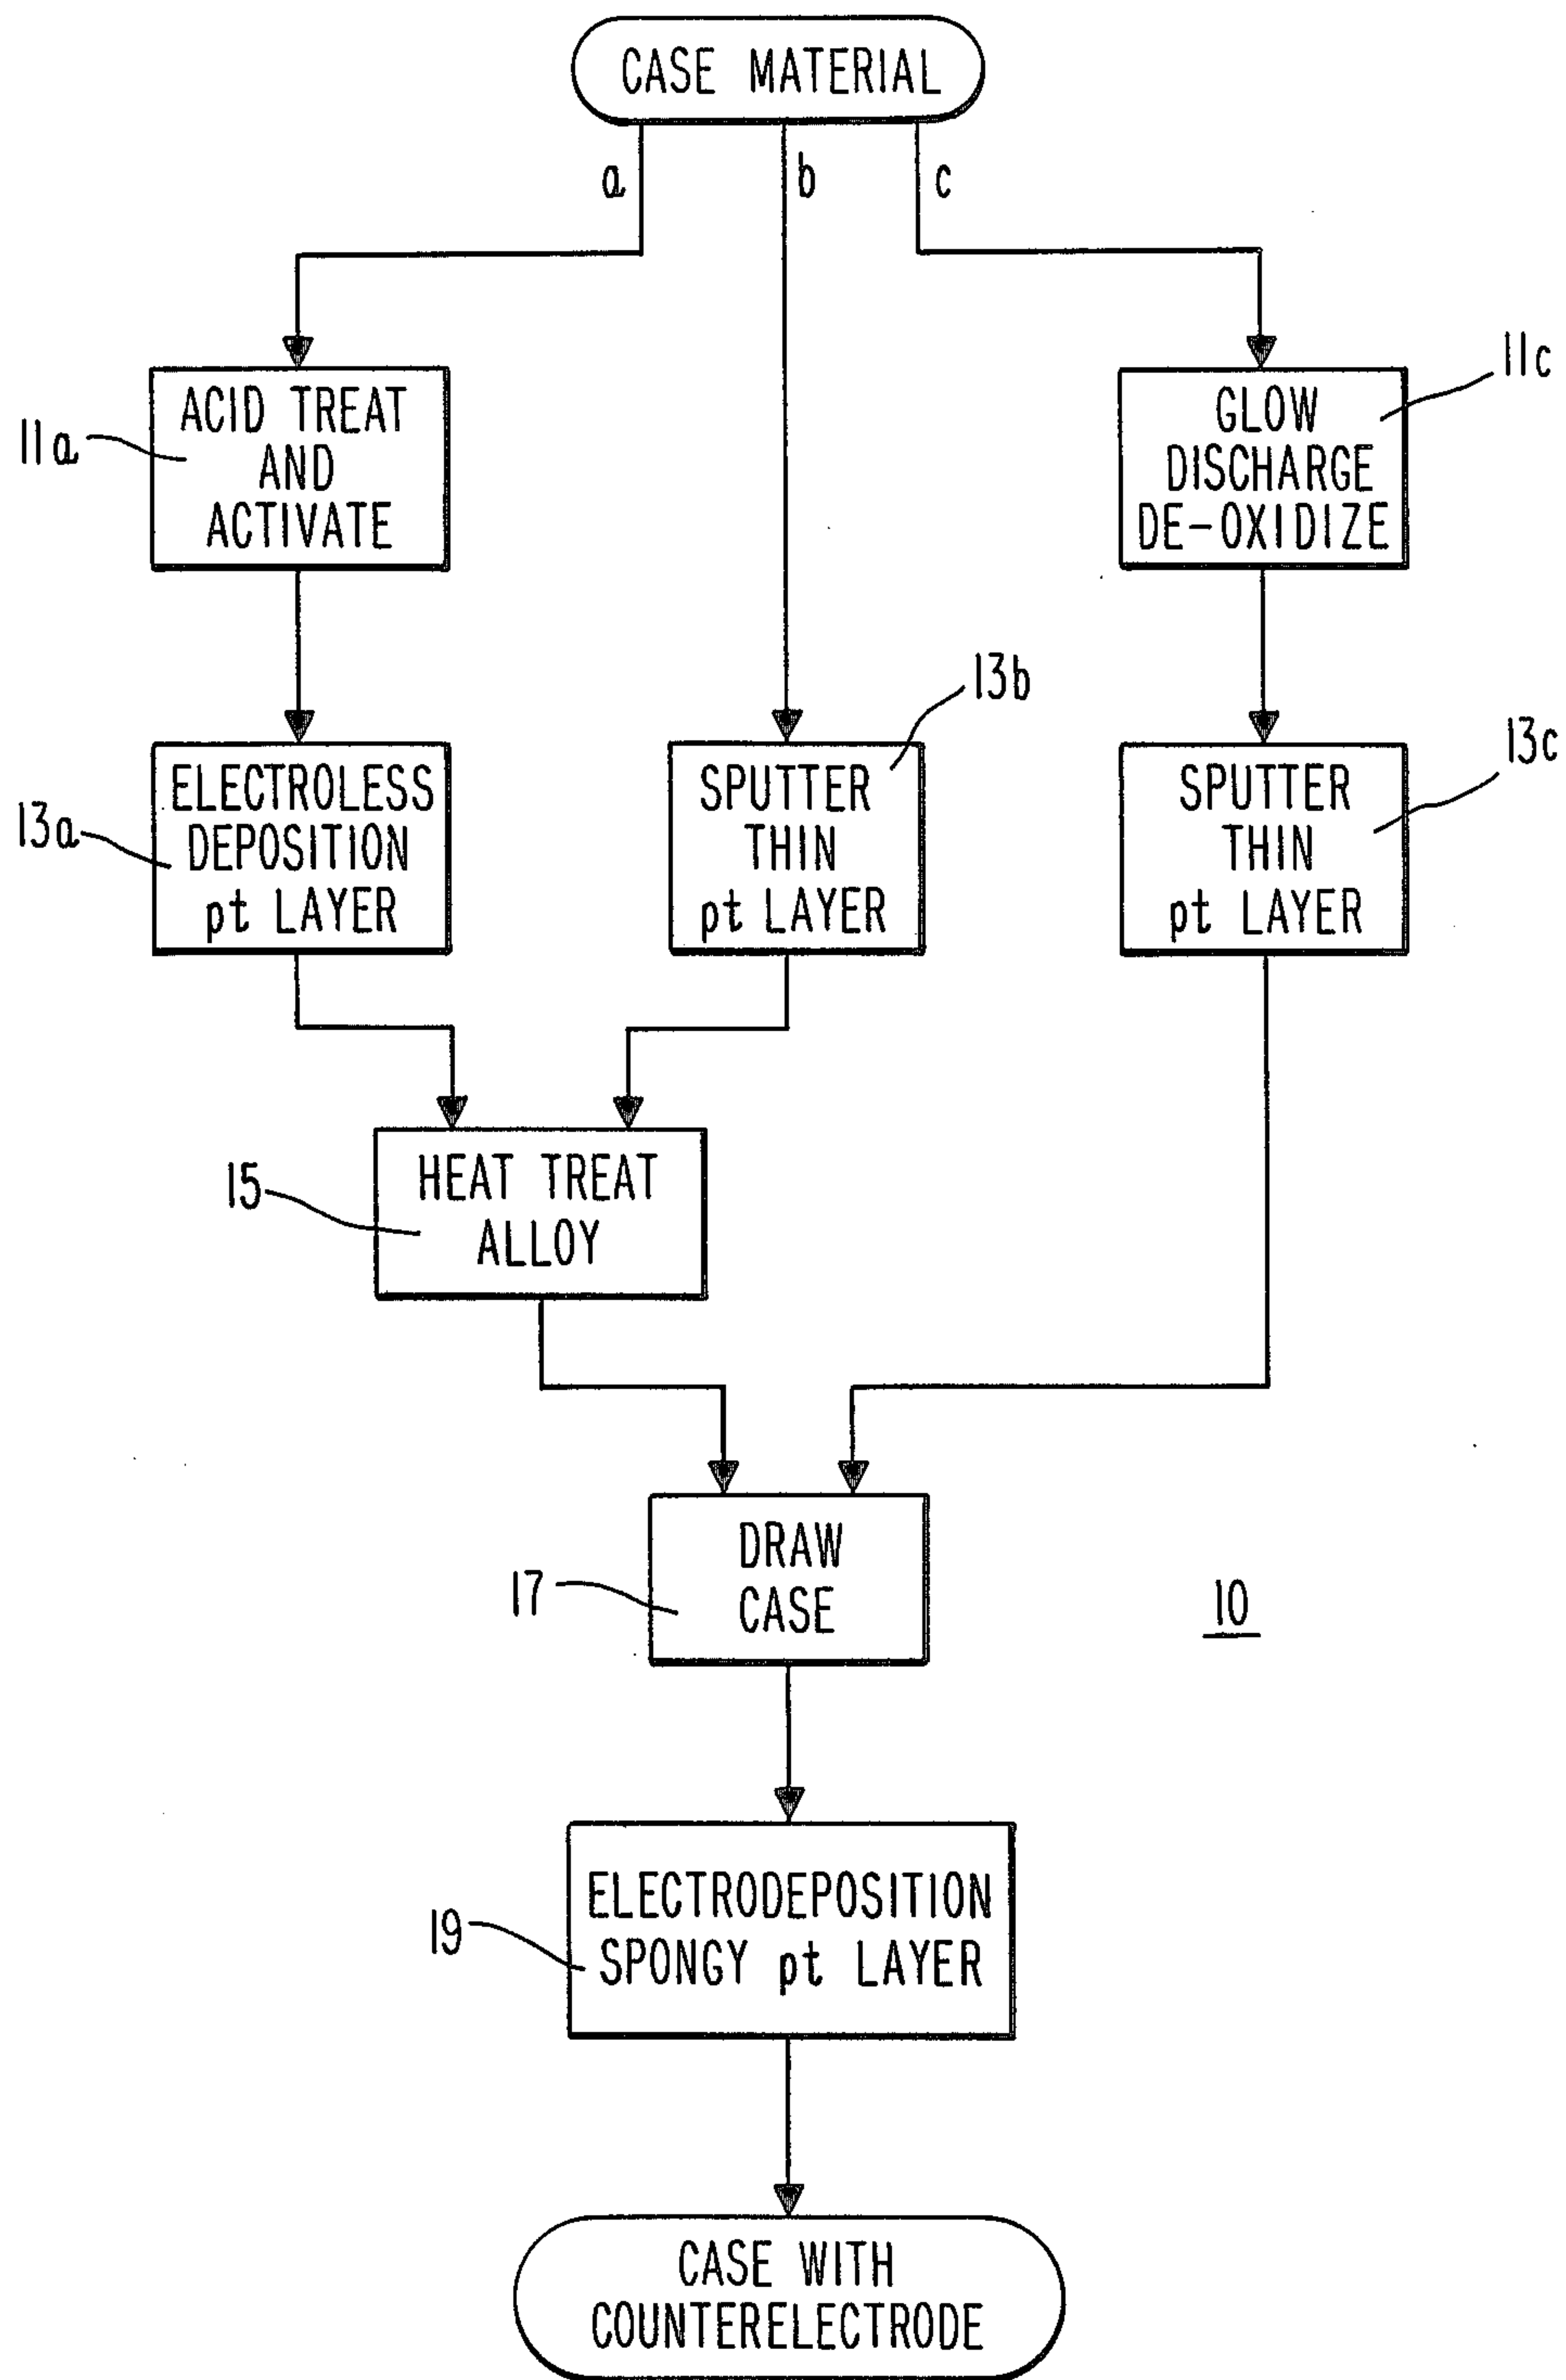 CASE MATERIAL
a
b
c
11a
ACID TREAT
AND
ACTIVATE
11c
GLOW
DISCHARGE
DE-OXIDIZE
13a
ELECTROLESS
DEPOSITION
pt LAYER
13b
SPUTTER
THIN
pt LAYER
13c
SPUTTER
THIN
pt LAYER
15
HEAT TREAT
ALLOY
17
DRAW
CASE
10
19
ELECTRODEPOSITION
SPONGY pt LAYER
CASE WITH
COUNTERELECTRODE